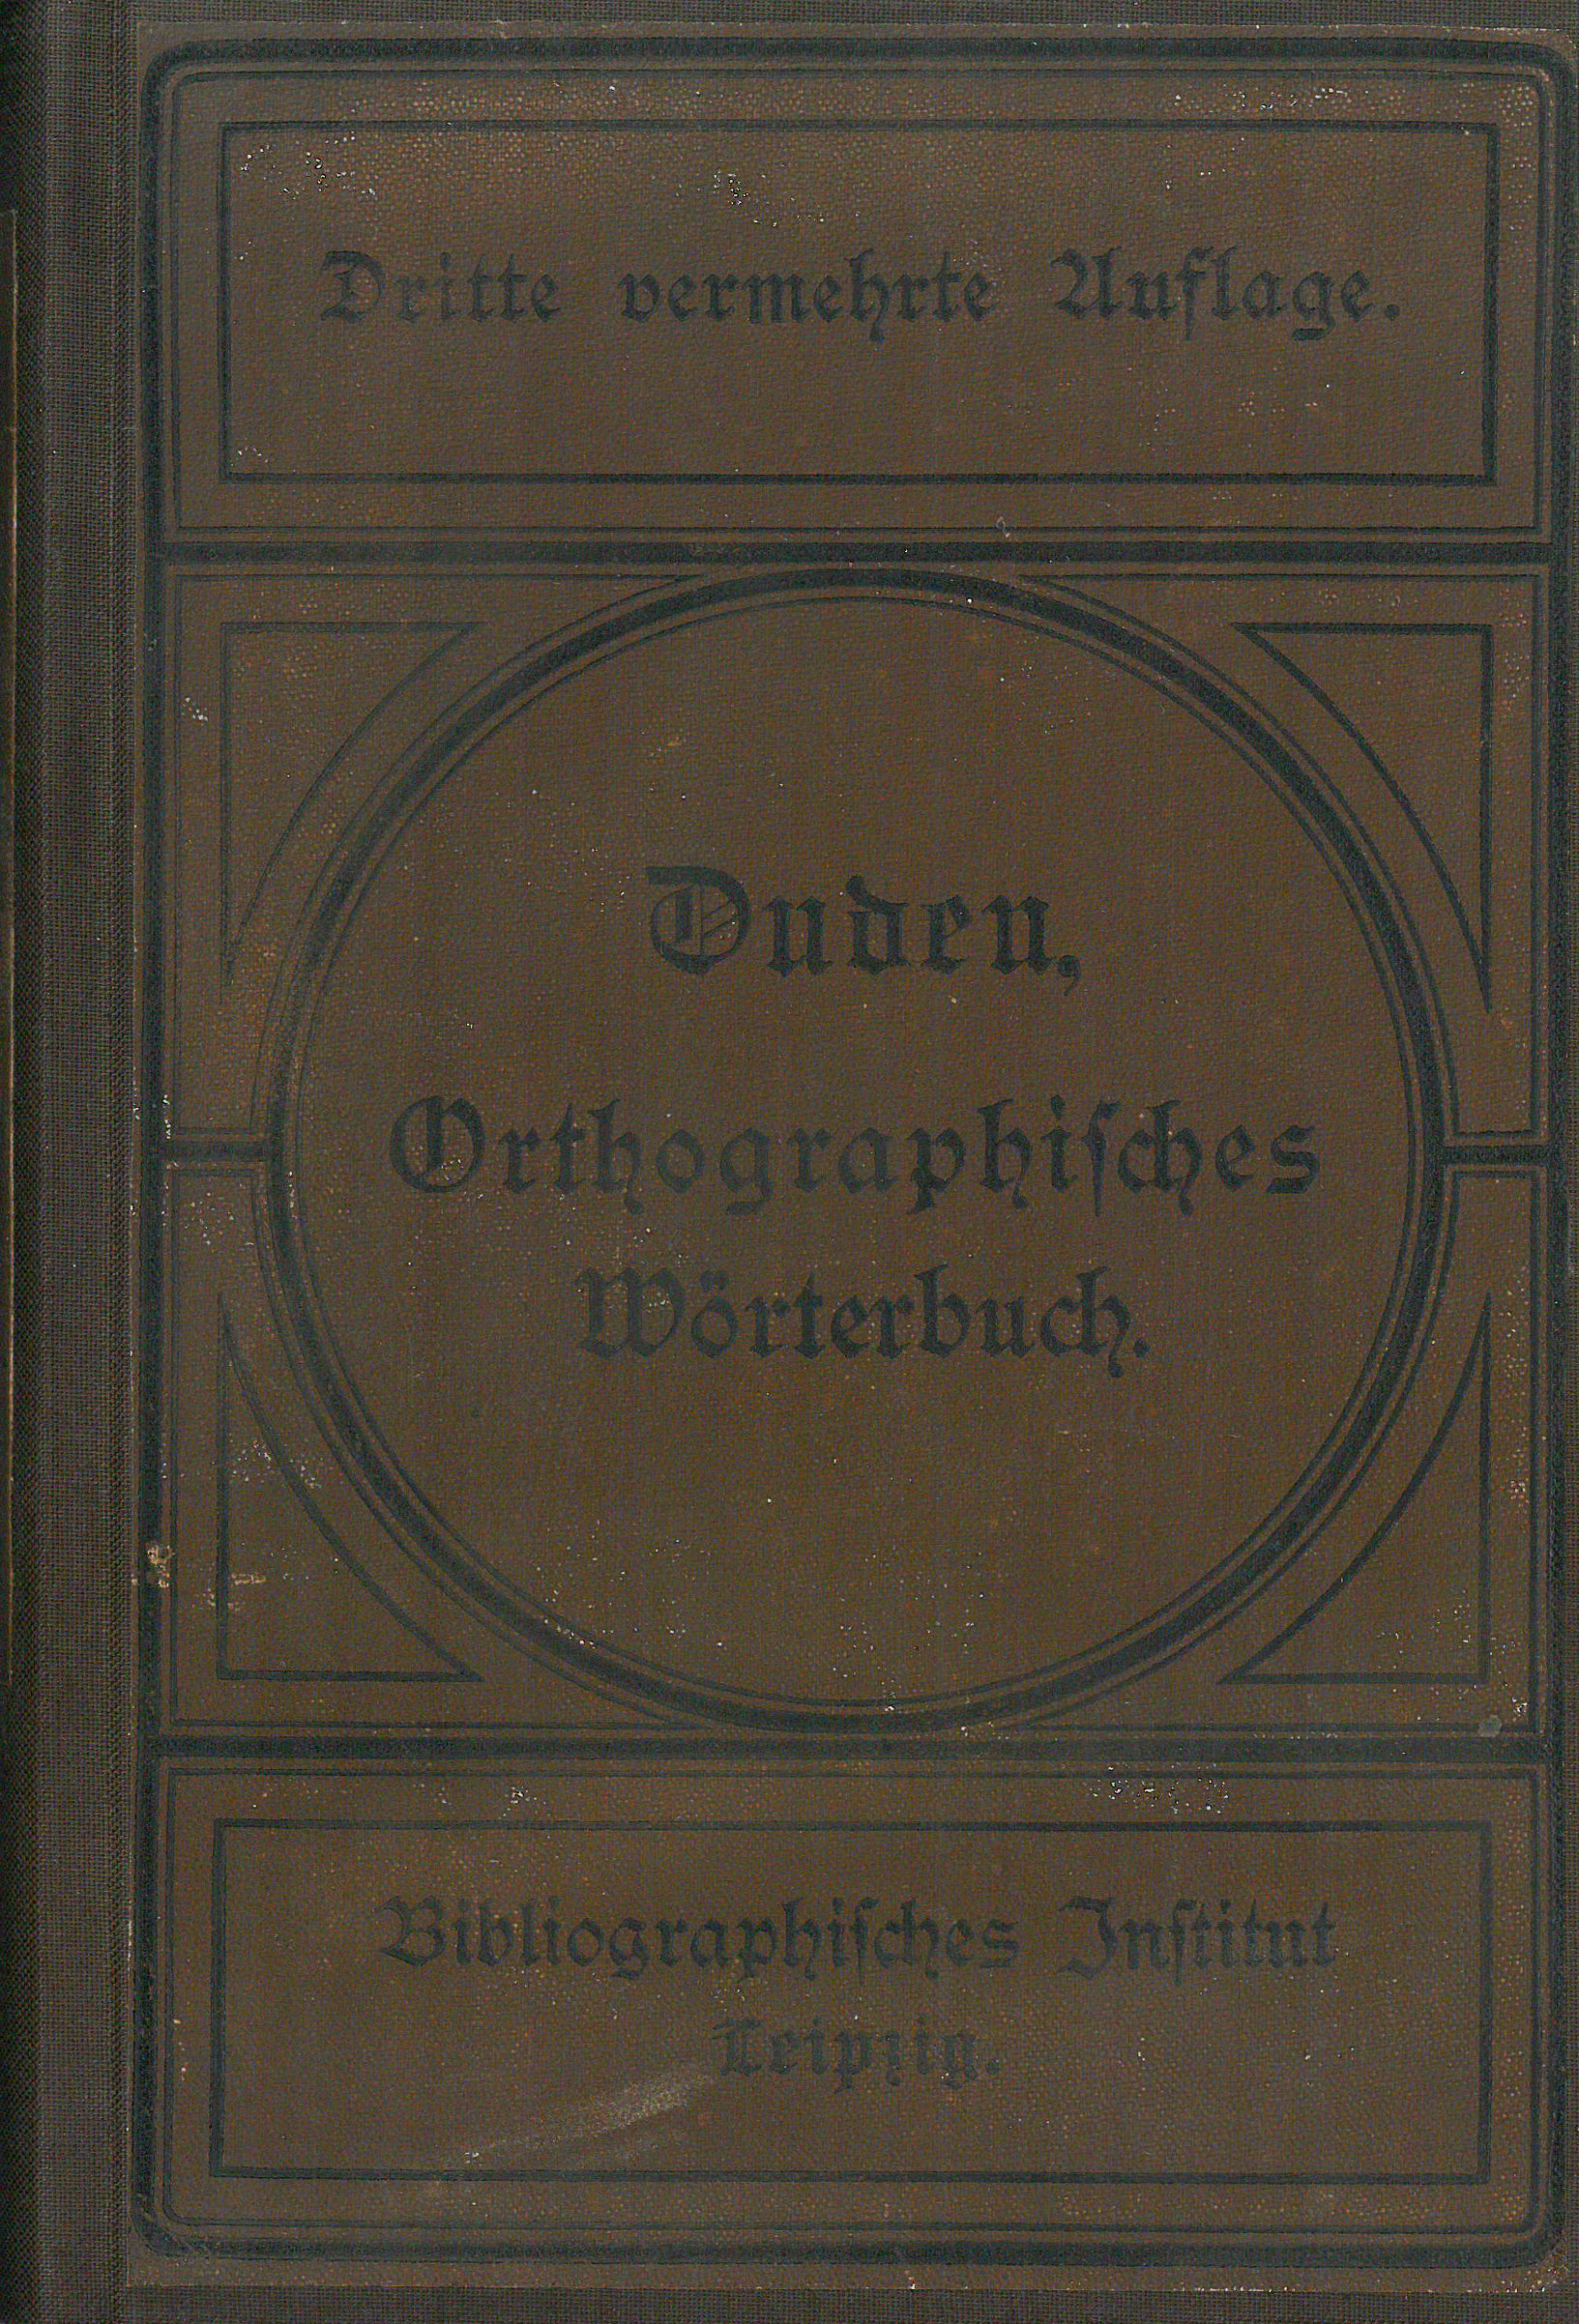 Dritte vermehrte Auflage.
Duden,
Orthographiſches
Wörterbuch.
Bibliographiſches Inſtitut
Leipzig.